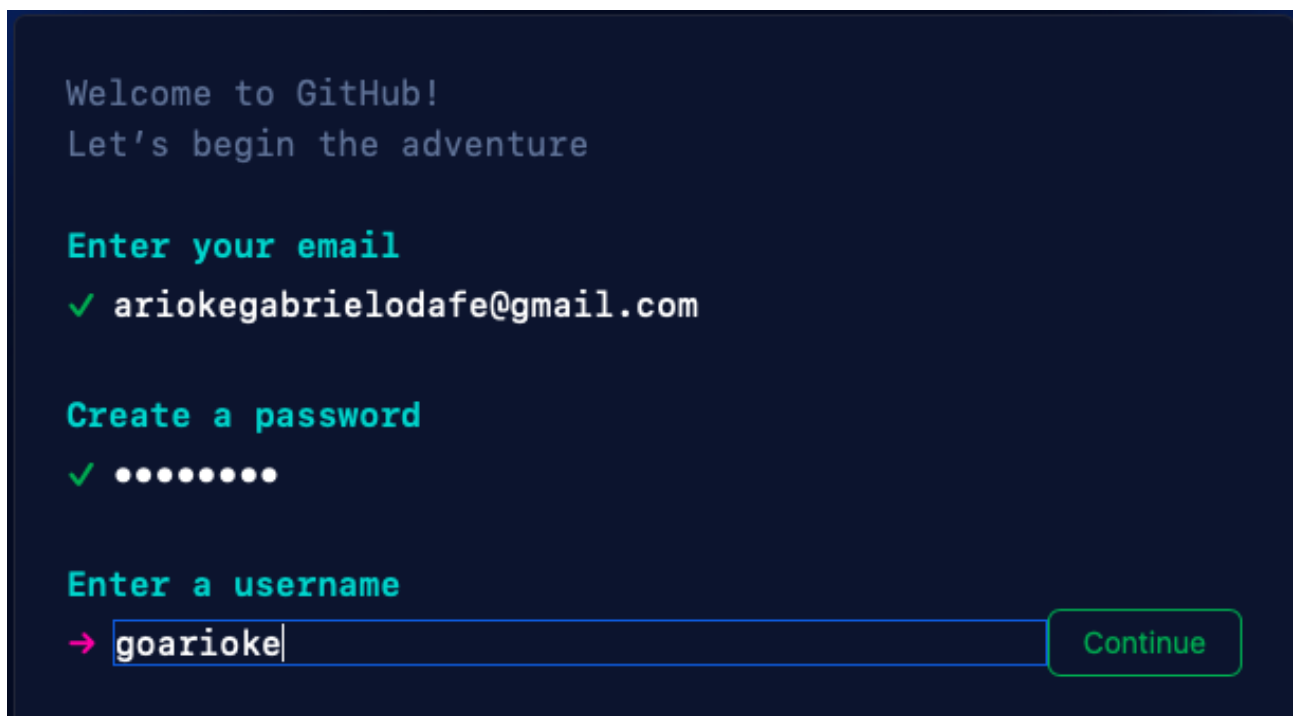 Welcome to GitHub!
Let’s begin the adventure
Enter your email
✓ ariokegabrielodafe@gmail.com
Create a password
✓ ••••••••
Enter a username
→ goarioke
Continue